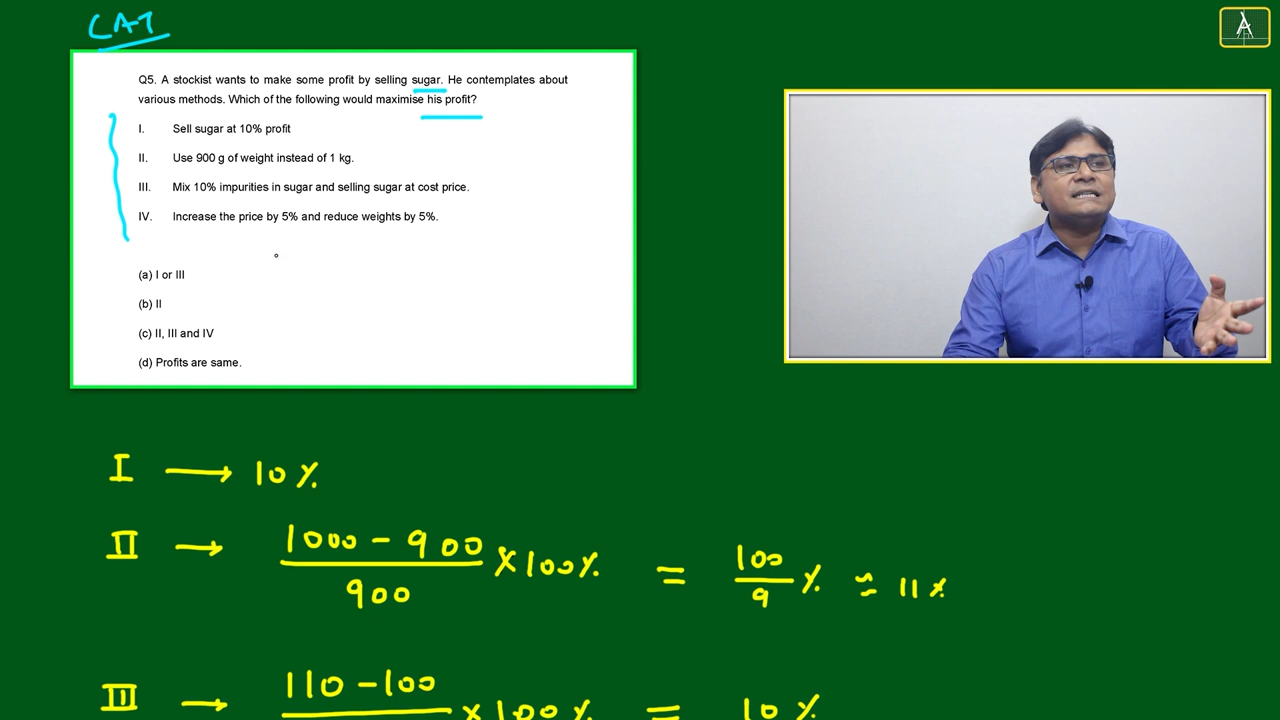 CAT
Q5. A stockist wants to make some profit by selling sugar. He contemplates about
various methods. Which of the following would maximise his profit?
I. Sell sugar at 10% profit
II. Use 900 g of weight instead of 1 kg.
III. Mix 10% impurities in sugar and selling sugar at cost price.
IV. Increase the price by 5% and reduce weights by 5%.
(a) I or III
(b) II
(c) II, III and IV
(d) Profits are same.
I → 10%
II → 1000 - 900 / 900 × 100% = 100 / 9 % ≈ 11%
III → 110 - 100 × 100% = 10%